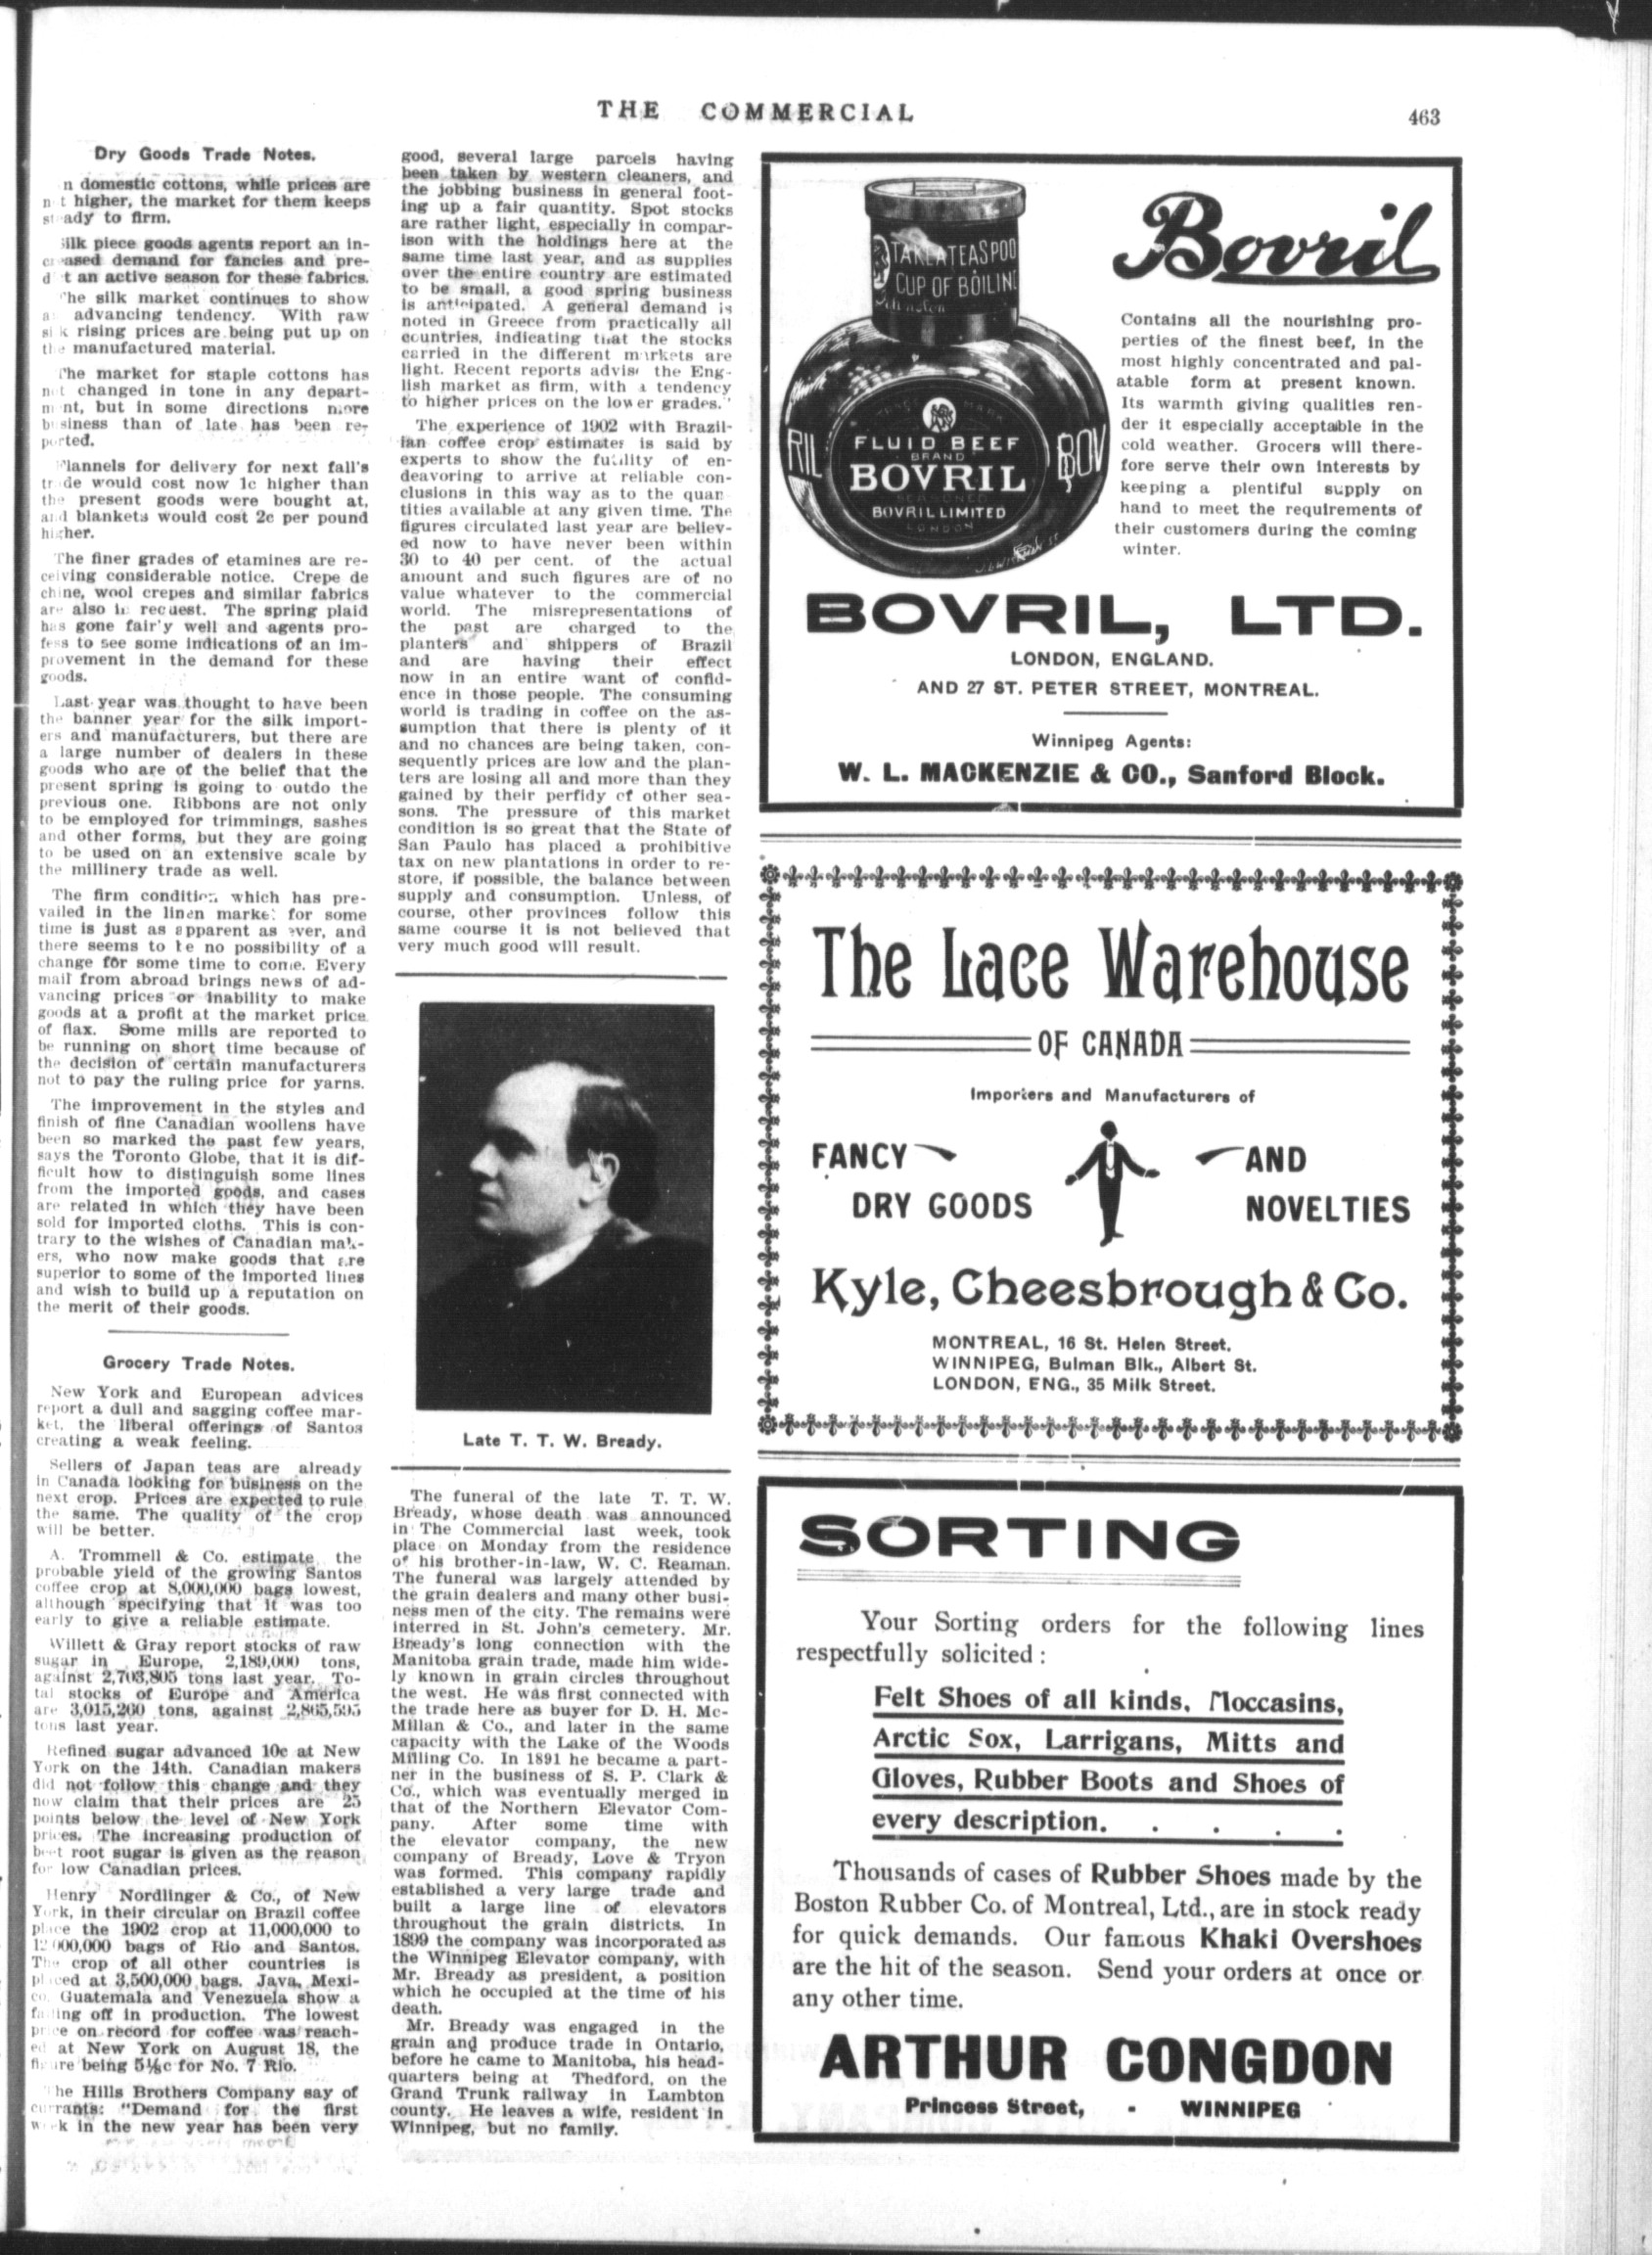 THE COMMERCIAL
463
Dry Goods Trade Notes.
n domestic cottons, while prices are
n t higher, the market for them keeps
st ady to firm.
Silk piece goods agents report an in-
creased demand for fancies and pre-
d t an active season for these fabrics.
The silk market continues to show
a advancing tendency. With raw
si k rising prices are being put up on
the manufactured material.
The market for staple cottons has
not changed in tone in any depart-
ment, but in some directions more
business than of late has been re-
ported.
Flannels for delivery for next fall's
trade would cost now 1c higher than
the present goods were bought at,
and blankets would cost 2c per pound
higher.
The finer grades of etamines are re-
ceiving considerable notice. Crepe de
chine, wool crepes and similar fabrics
are also in request. The spring plaid
has gone fair'y well and agents pro-
fess to see some indications of an im-
provement in the demand for these
goods.
Last year was thought to have been
the banner year for the silk import-
ers and manufacturers, but there are
a large number of dealers in these
goods who are of the belief that the
present spring is going to outdo the
previous one. Ribbons are not only
to be employed for trimmings, sashes
and other forms, but they are going
to be used on an extensive scale by
the millinery trade as well.
The firm condition which has pre-
vailed in the linen market for some
time is just as apparent as ever, and
there seems to be no possibility of a
change for some time to come. Every
mail from abroad brings news of ad-
vancing prices or inability to make
goods at a profit at the market price
of flax. Some mills are reported to
be running on short time because of
the decision of certain manufacturers
not to pay the ruling price for yarns.
The improvement in the styles and
finish of fine Canadian woollens have
been so marked the past few years,
says the Toronto Globe, that it is dif-
ficult how to distinguish some lines
from the imported goods, and cases
are related in which they have been
sold for imported cloths. This is con-
trary to the wishes of Canadian mak-
ers, who now make goods that are
superior to some of the imported lines
and wish to build up a reputation on
the merit of their goods.
Grocery Trade Notes.
New York and European advices
report a dull and sagging coffee mar-
ket, the liberal offerings of Santos
creating a weak feeling.
Sellers of Japan teas are already
in Canada looking for business on the
next crop. Prices are expected to rule
the same. The quality of the crop
will be better.
A. Trommell & Co. estimate the
probable yield of the growing Santos
coffee crop at 8,000,000 bags lowest,
although specifying that it was too
early to give a reliable estimate.
Willett & Gray report stocks of raw
sugar in Europe, 2,189,000 tons,
against 2,703,805 tons last year. To-
tal stocks of Europe and America
are 3,015,260 tons, against 2,865,595
tons last year.
Refined sugar advanced 10c at New
York on the 14th. Canadian makers
did not follow this change and they
now claim that their prices are 25
points below the level of New York
prices. The increasing production of
beet root sugar is given as the reason
for low Canadian prices.
Henry Nordlinger & Co., of New
York, in their circular on Brazil coffee
place the 1902 crop at 11,000,000 to
12,000,000 bags of Rio and Santos.
The crop of all other countries is
placed at 3,500,000 bags. Java, Mexi-
co, Guatemala and Venezuela show a
falling off in production. The lowest
price on record for coffee was reach-
ed at New York on August 18, the
figure being 5⅛c for No. 7 Rio.
The Hills Brothers Company say of
currants: "Demand for the first
week in the new year has been very
good, several large parcels having
been taken by western cleaners, and
the jobbing business in general foot-
ing up a fair quantity. Spot stocks
are rather light, especially in compar-
ison with the holdings here at the
same time last year, and as supplies
over the entire country are estimated
to be small, a good spring business
is anticipated. A general demand is
noted in Greece from practically all
countries, indicating that the stocks
carried in the different markets are
light. Recent reports advise the Eng-
lish market as firm, with a tendency
to higher prices on the lower grades."
The experience of 1902 with Brazil-
ian coffee crop estimates is said by
experts to show the futility of en-
deavoring to arrive at reliable con-
clusions in this way as to the quan-
tities available at any given time. The
figures circulated last year are believ-
ed now to have never been within
30 to 40 per cent. of the actual
amount and such figures are of no
value whatever to the commercial
world. The misrepresentations of
the past are charged to the
planters and shippers of Brazil
and are having their effect
now in an entire want of confid-
ence in those people. The consuming
world is trading in coffee on the as-
sumption that there is plenty of it
and no chances are being taken, con-
sequently prices are low and the plan-
ters are losing all and more than they
gained by their perfidy of other sea-
sons. The pressure of this market
condition is so great that the State of
San Paulo has placed a prohibitive
tax on new plantations in order to re-
store, if possible, the balance between
supply and consumption. Unless, of
course, other provinces follow this
same course it is not believed that
very much good will result.
Late T. T. W. Bready.
The funeral of the late T. T. W.
Bready, whose death was announced
in The Commercial last week, took
place on Monday from the residence
of his brother-in-law, W. C. Reaman.
The funeral was largely attended by
the grain dealers and many other busi-
ness men of the city. The remains were
interred in St. John's cemetery. Mr.
Bready's long connection with the
Manitoba grain trade, made him wide-
ly known in grain circles throughout
the west. He was first connected with
the trade here as buyer for D. H. Mc-
Millan & Co., and later in the same
capacity with the Lake of the Woods
Milling Co. In 1891 he became a part-
ner in the business of S. P. Clark &
Co., which was eventually merged in
that of the Northern Elevator Com-
pany. After some time with
the elevator company, the new
company of Bready, Love & Tryon
was formed. This company rapidly
established a very large trade and
built a large line of elevators
throughout the grain districts. In
1899 the company was incorporated as
the Winnipeg Elevator company, with
Mr. Bready as president, a position
which he occupied at the time of his
death.
Mr. Bready was engaged in the
grain and produce trade in Ontario,
before he came to Manitoba, his head-
quarters being at Thedford, on the
Grand Trunk railway in Lambton
county. He leaves a wife, resident in
Winnipeg, but no family.
TAKE A TEASPOO
CUP OF BOILING
TRADE MARK
FLUID BEEF
BRAND
RIL BOVRIL BOV
SEASONED
BOVRIL LIMITED
LONDON
Bovril
Contains all the nourishing pro-
perties of the finest beef, in the
most highly concentrated and pal-
atable form at present known.
Its warmth giving qualities ren-
der it especially acceptable in the
cold weather. Grocers will there-
fore serve their own interests by
keeping a plentiful supply on
hand to meet the requirements of
their customers during the coming
winter.
BOVRIL, LTD.
LONDON, ENGLAND.
AND 27 ST. PETER STREET, MONTREAL.
Winnipeg Agents:
W. L. MACKENZIE & CO., Sanford Block.
The Lace Warehouse
OF CANADA
Importers and Manufacturers of
FANCY AND
DRY GOODS NOVELTIES
Kyle, Cheesbrough & Co.
MONTREAL, 16 St. Helen Street.
WINNIPEG, Bulman Blk., Albert St.
LONDON, ENG., 35 Milk Street.
SORTING
Your Sorting orders for the following lines
respectfully solicited:
Felt Shoes of all kinds, Moccasins,
Arctic Sox, Larrigans, Mitts and
Gloves, Rubber Boots and Shoes of
every description. . . . .
Thousands of cases of Rubber Shoes made by the
Boston Rubber Co. of Montreal, Ltd., are in stock ready
for quick demands. Our famous Khaki Overshoes
are the hit of the season. Send your orders at once or
any other time.
ARTHUR CONGDON
Princess Street, - WINNIPEG